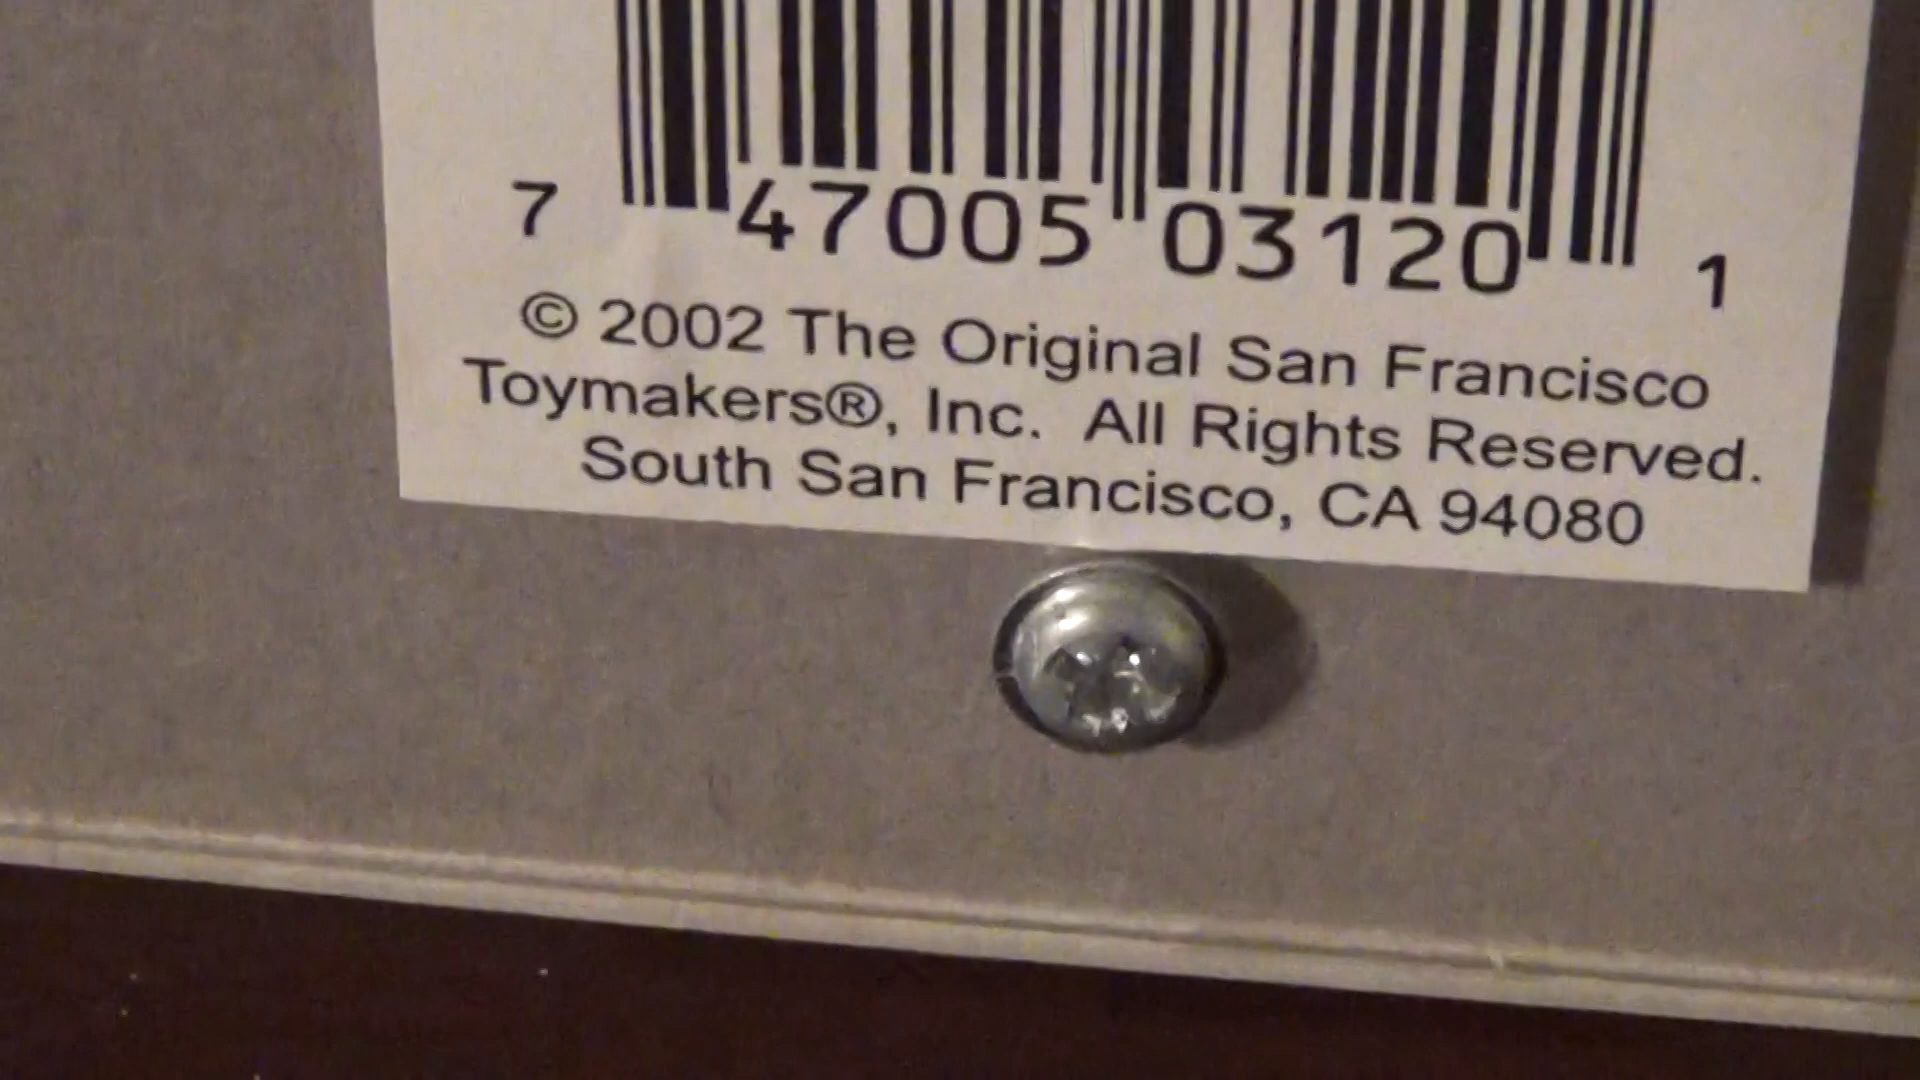 7 47005 03120 1
© 2002 The Original San Francisco
Toymakers®, Inc. All Rights Reserved.
South San Francisco, CA 94080